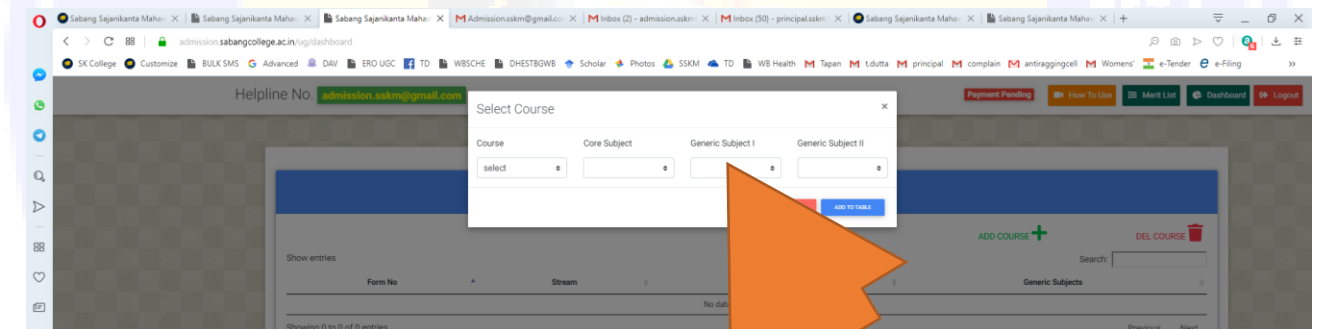 Sabang Sajanikanta Maha Sabang Sajanikanta Maha Sabang Sajanikanta Maha Admission.sskm@gmail.co Inbox (2) - admission.sskm Inbox (50) - principal.sskm Sabang Sajanikanta Maha Sabang Sajanikanta Maha
admission.sabangcollege.ac.in/ug/dashboard
SK College Customize BULK SMS Advanced DAV ERO UGC TD WBSCHE DHESTBGWB Scholar Photos SSKM TD WB Health Tapan t.dutta principal complain antiraggingcell Womens' e-Tender e-Filing
Helpline No. admission.sskm@gmail.com Payment Pending How To Use Merit List Dashboard Logout
Select Course
Course Core Subject Generic Subject I Generic Subject II
select
ADD TO TABLE
ADD COURSE DEL COURSE
Show entries Search:
Form No Stream Generic Subjects
No dat
Showing 0 to 0 of 0 entries Previous Next